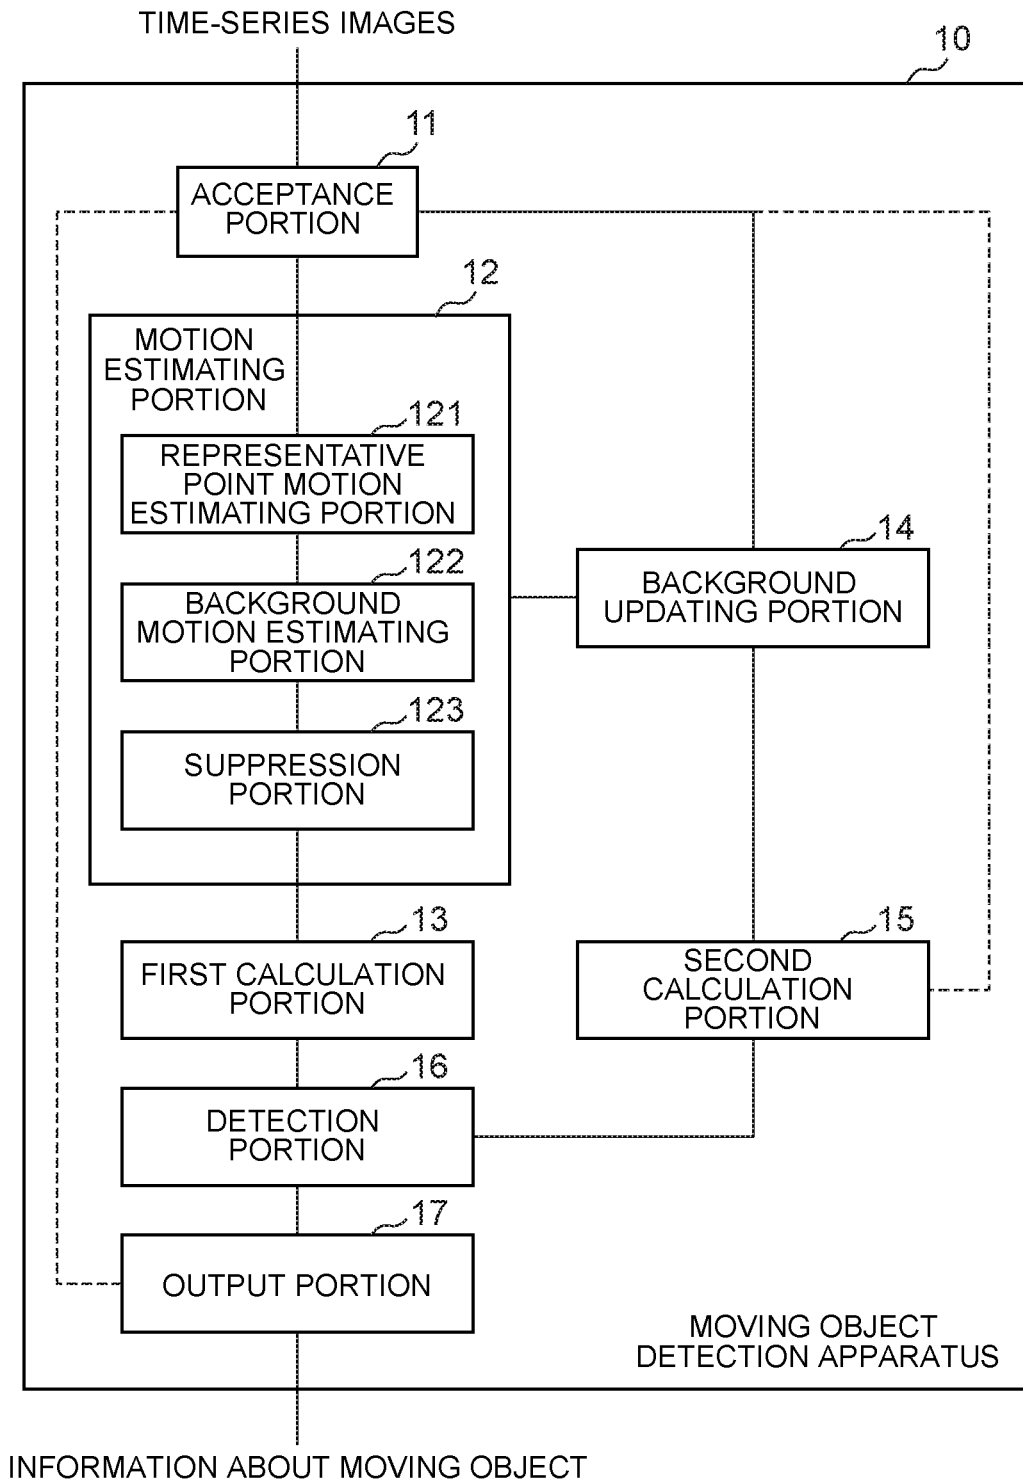 TIME-SERIES IMAGES
10
11
ACCEPTANCE
PORTION
12
MOTION
ESTIMATING
PORTION
121
REPRESENTATIVE
POINT MOTION
ESTIMATING PORTION
14
BACKGROUND
UPDATING PORTION
122
BACKGROUND
MOTION ESTIMATING
PORTION
123
SUPPRESSION
PORTION
13
FIRST CALCULATION
PORTION
15
SECOND
CALCULATION
PORTION
16
DETECTION
PORTION
17
OUTPUT PORTION
MOVING OBJECT
DETECTION APPARATUS
INFORMATION ABOUT MOVING OBJECT